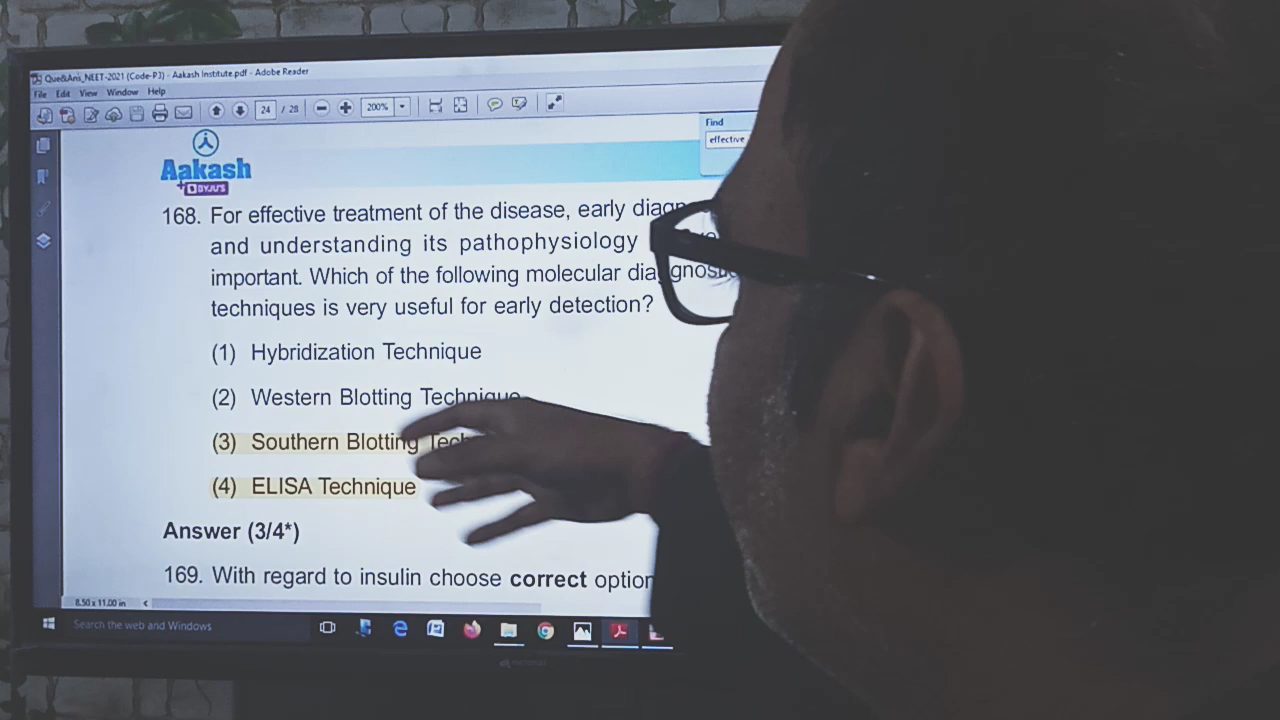 Que&Ans_NEET-2021 (Code-P3) - Aakash Institute.pdf - Adobe Reader
File Edit View Window Help
24 / 28 200%
Find
effective
Aakash
BYJU'S
168. For effective treatment of the disease, early
and understanding its pathophysiology
important. Which of the following molecular
techniques is very useful for early detection?
(1) Hybridization Technique
(2) Western Blotting Technique
(3) Southern Blotting
(4) ELISA Technique
Answer (3/4*)
169. With regard to insulin choose correct option
8.50 x 11.00 in
Search the web and Windows